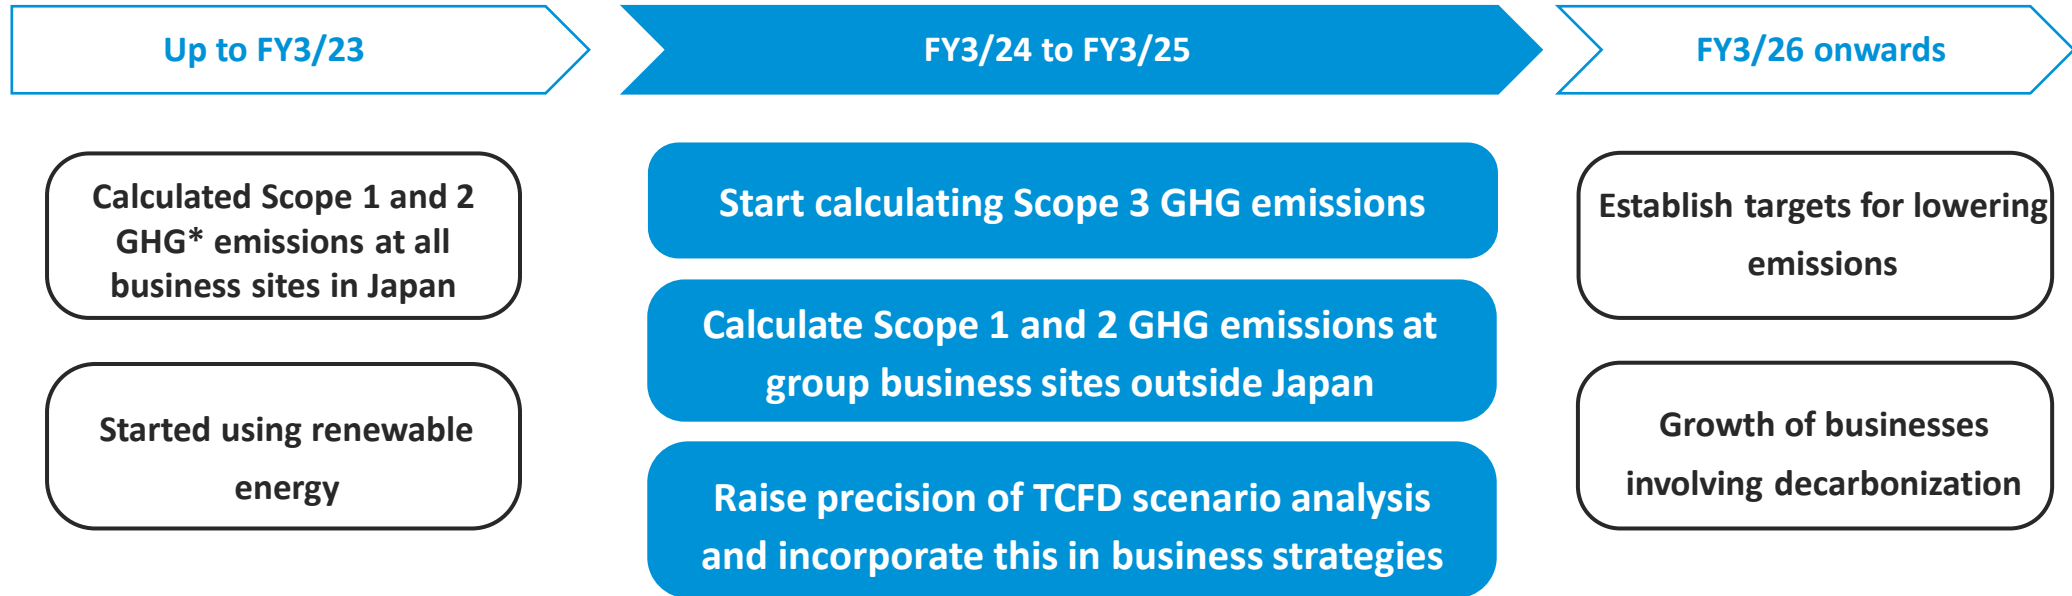 Up to FY3/23
FY3/24 to FY3/25
FY3/26 onwards
Calculated Scope 1 and 2
GHG* emissions at all
business sites in Japan
Started using renewable
energy
Start calculating Scope 3 GHG emissions
Calculate Scope 1 and 2 GHG emissions at
group business sites outside Japan
Raise precision of TCFD scenario analysis
and incorporate this in business strategies
Establish targets for lowering
emissions
Growth of businesses
involving decarbonization